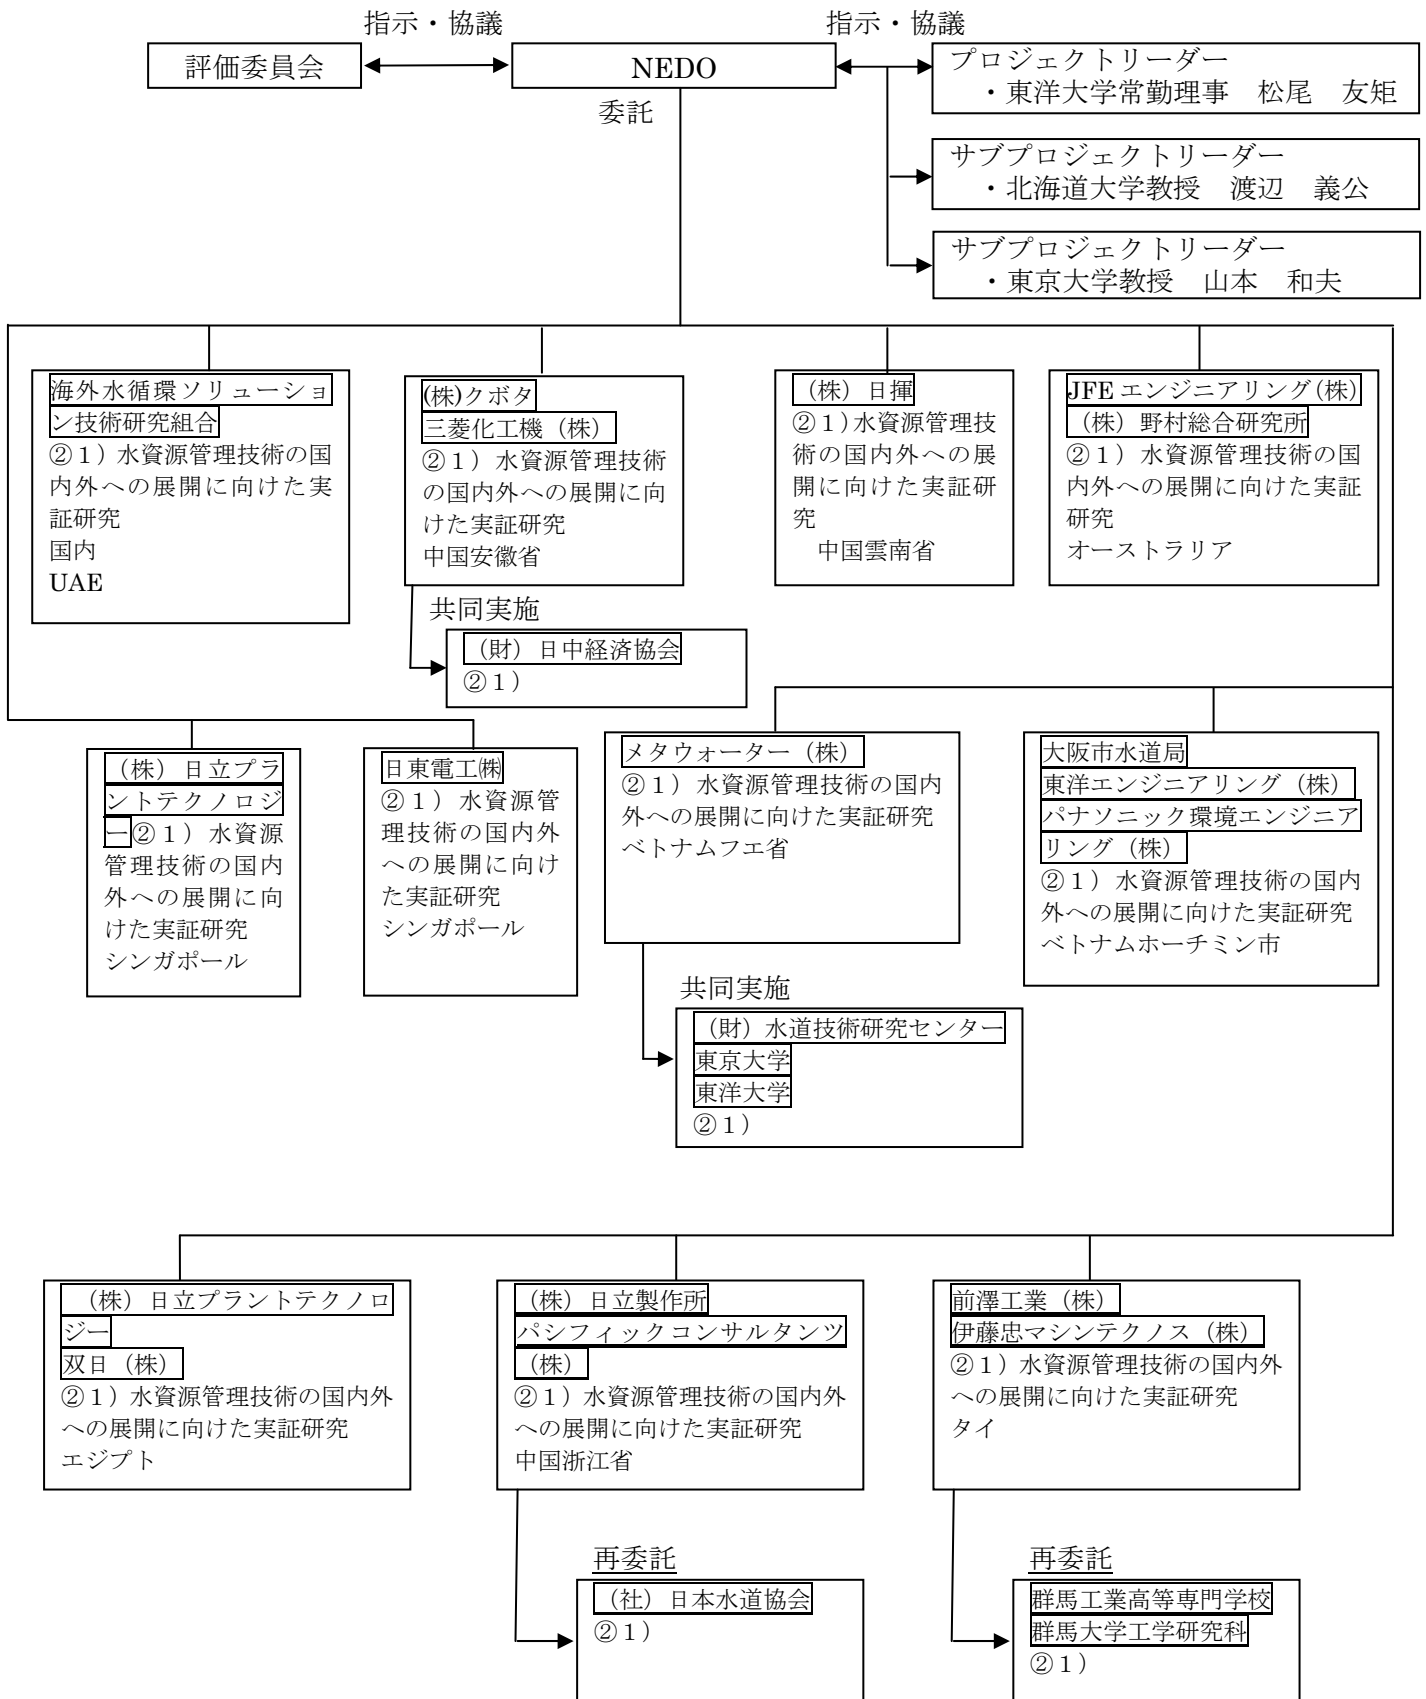 指示・協議
指示・協議
評価委員会
NEDO
委託
プロジェクトリーダー
・東洋大学常勤理事　松尾　友矩
サブプロジェクトリーダー
・北海道大学教授　渡辺　義公
サブプロジェクトリーダー
・東京大学教授　山本　和夫
海外水循環ソリューショ
ン技術研究組合
②１）水資源管理技術の国
内外への展開に向けた実
証研究
国内
UAE
(株)クボタ
三菱化工機（株）
②１）水資源管理技術
の国内外への展開に向
けた実証研究
中国安徽省
（株）日揮
②１)水資源管理技
術の国内外への展
開に向けた実証研
究
中国雲南省
JFE エンジニアリング(株)
（株）野村総合研究所
②１）水資源管理技術の国
内外への展開に向けた実証
研究
オーストラリア
共同実施
（財）日中経済協会
②１）
（株）日立プラ
ントテクノロジ
ー②１）水資源
管理技術の国内
外への展開に向
けた実証研究
シンガポール
日東電工㈱
②１）水資源管
理技術の国内外
への展開に向け
た実証研究
シンガポール
メタウォーター（株）
②１）水資源管理技術の国内
外への展開に向けた実証研究
ベトナムフエ省
大阪市水道局
東洋エンジニアリング（株）
パナソニック環境エンジニア
リング（株）
②１）水資源管理技術の国内
外への展開に向けた実証研究
ベトナムホーチミン市
共同実施
（財）水道技術研究センター
東京大学
東洋大学
②１）
（株）日立プラントテクノロ
ジー
双日（株）
②１）水資源管理技術の国内外
への展開に向けた実証研究
エジプト
（株）日立製作所
パシフィックコンサルタンツ
（株）
②１）水資源管理技術の国内外
への展開に向けた実証研究
中国浙江省
前澤工業（株）
伊藤忠マシンテクノス（株）
②１）水資源管理技術の国内外
への展開に向けた実証研究
タイ
再委託
（社）日本水道協会
②１）
再委託
群馬工業高等専門学校
群馬大学工学研究科
②１）